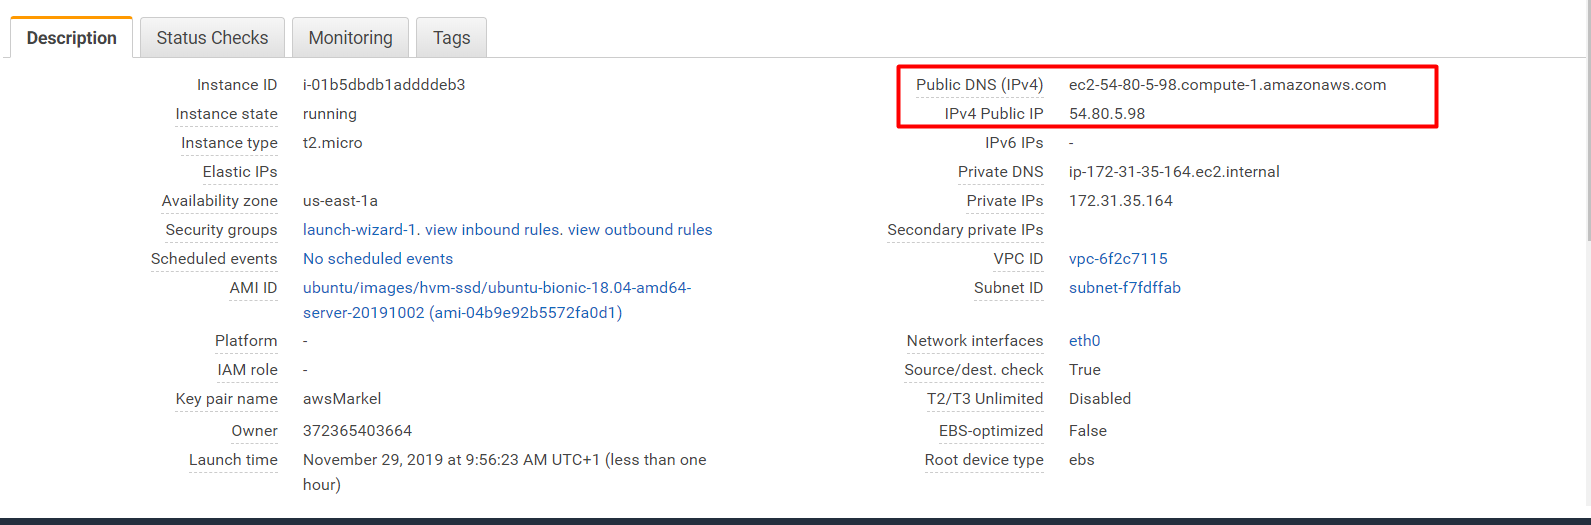 Description Status Checks Monitoring Tags
Instance ID i-01b5dbdb1addddeb3
Instance state running
Instance type t2.micro
Elastic IPs
Availability zone us-east-1a
Security groups launch-wizard-1. view inbound rules. view outbound rules
Scheduled events No scheduled events
AMI ID ubuntu/images/hvm-ssd/ubuntu-bionic-18.04-amd64-
server-20191002 (ami-04b9e92b5572fa0d1)
Platform -
IAM role -
Key pair name awsMarkel
Owner 372365403664
Launch time November 29, 2019 at 9:56:23 AM UTC+1 (less than one
hour)
Public DNS (IPv4) ec2-54-80-5-98.compute-1.amazonaws.com
IPv4 Public IP 54.80.5.98
IPv6 IPs -
Private DNS ip-172-31-35-164.ec2.internal
Private IPs 172.31.35.164
Secondary private IPs
VPC ID vpc-6f2c7115
Subnet ID subnet-f7fdffab
Network interfaces eth0
Source/dest. check True
T2/T3 Unlimited Disabled
EBS-optimized False
Root device type ebs